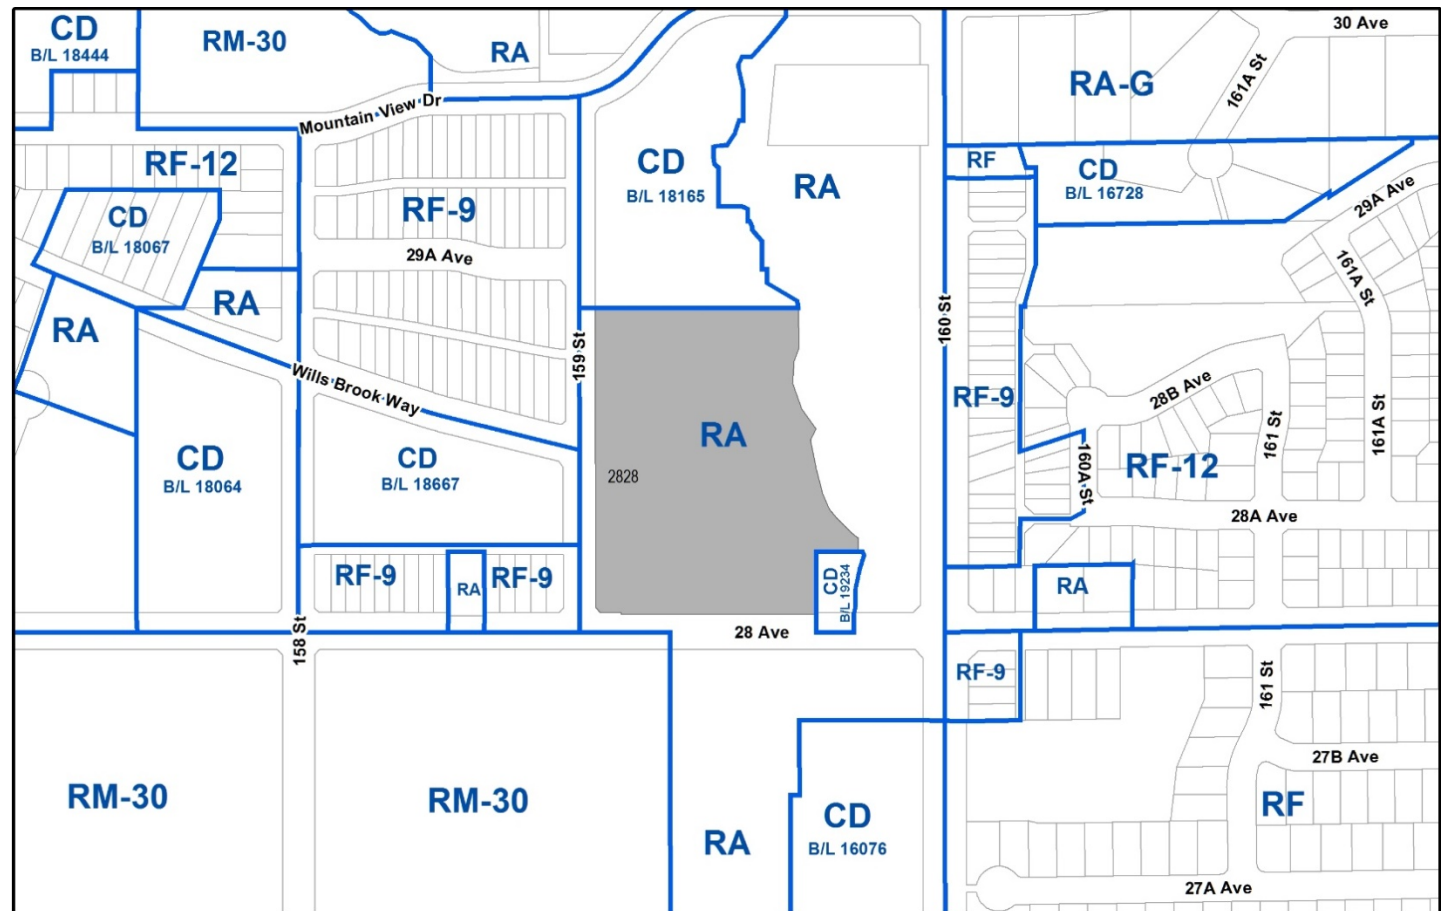 CD
B/L 18444
RM-30
RA
30 Ave
RA-G
161A St
Mountain View Dr
RF-12
CD
B/L 18165
RF
CD
B/L 16728
RA
29A Ave
CD
B/L 18067
RF-9
29A Ave
161A St
RA
RA
159 St
160 St
Wills Brook Way
28B Ave
RF-9
RA
161 St
161A St
CD
B/L 18064
CD
B/L 18667
2828
160A St
RF-12
28A Ave
RF-9
RA
RF-9
CD
B/L 19234
RA
158 St
28 Ave
RF-9
161 St
27B Ave
RM-30
RM-30
RA
CD
B/L 16076
RF
27A Ave